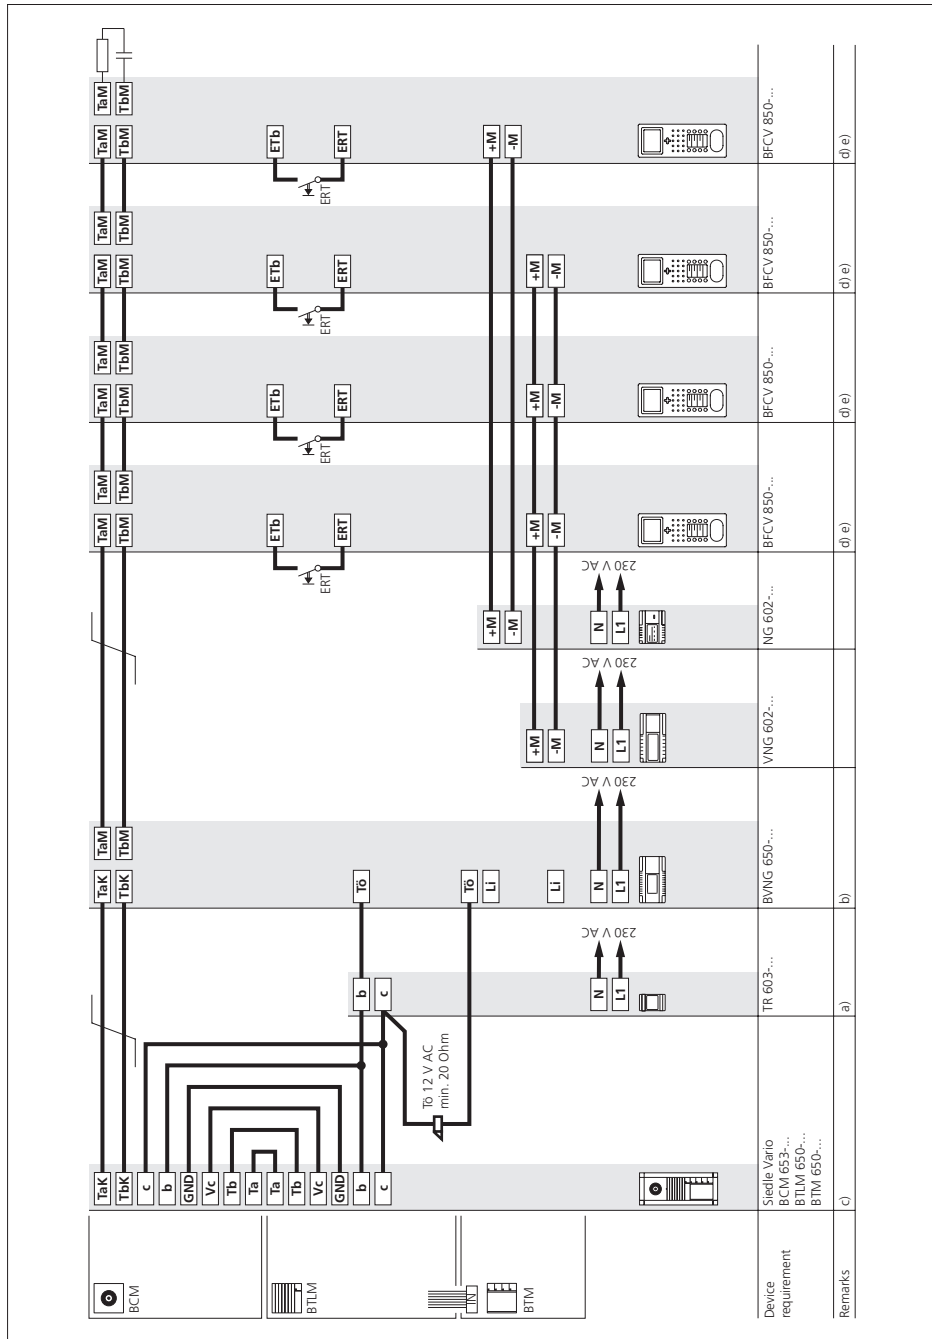 TaK TaK TaM TaM TaM TaM TaM TaM TaM TaM TaM
TbK TbK TbM TbM TbM TbM TbM TbM TbM TbM TbM
BCM
c
b
GND
Vc
Tb
Ta
Ta ETb ETb ETb ETb
Tb
BTLM
Vc
ERT ERT ERT ERT
GND ERT ERT ERT ERT
b b Tö
c c
Tö 12 V AC
min. 20 Ohm
IN Tö
Li +M +M
-M -M
BTM
+M +M +M +M
Li -M -M -M -M
N N N N
L1 L1 L1 L1
230 V AC 230 V AC 230 V AC 230 V AC
Device
requirement
Siedle Vario
BCM 653-...
BTLM 650-...
BTM 650-...
TR 603-...
BVNG 650-...
VNG 602-...
NG 602-...
BFCV 850-...
BFCV 850-...
BFCV 850-...
BFCV 850-...
Remarks c) a) b) d) e) d) e) d) e) d) e)